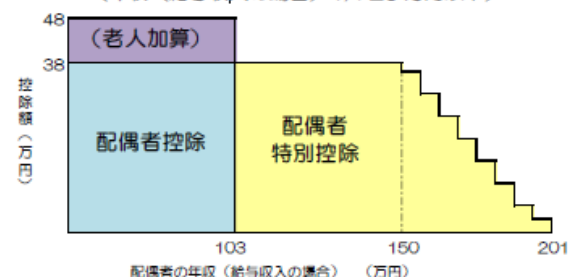 48
(老人加算)
38
控除額(万円)
配偶者控除
配偶者
特別控除
103
150
201
配偶者の年収(給与収入の場合) (万円)